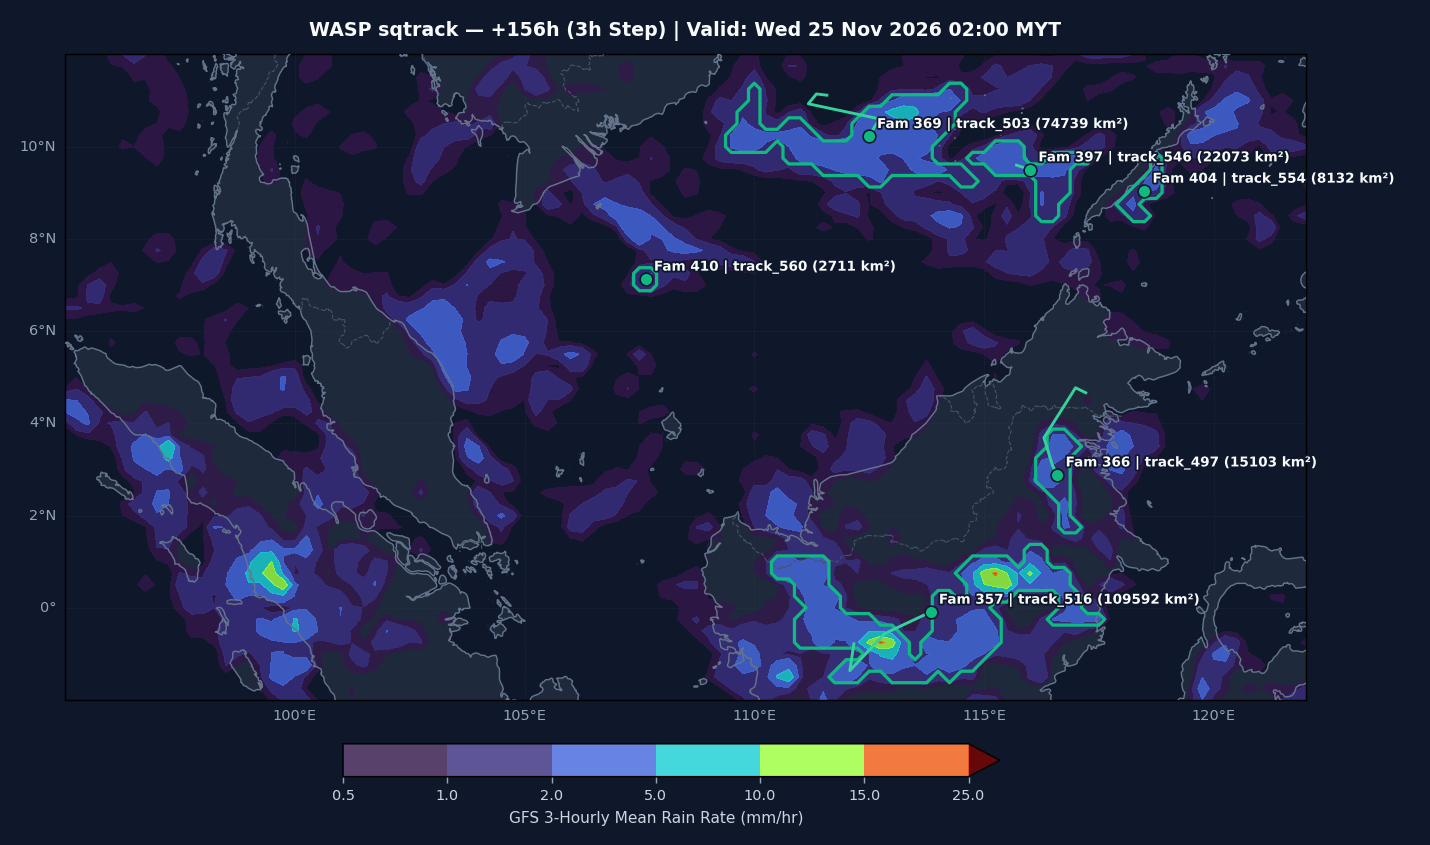 WASP sqtrack — +156h (3h Step) | Valid: Wed 25 Nov 2026 02:00 MYT
Fam 369 | track_503 (74739 km²)
10°N
Fam 397 | track_546 (22073 km²)
Fam 404 | track_554 (8132 km²)
8°N
Fam 410 | track_560 (2711 km²)
6°N
4°N
Fam 366 | track_497 (15103 km²)
2°N
Fam 357 | track_516 (109592 km²)
0°
100°E 105°E 110°E 115°E 120°E
0.5 1.0 2.0 5.0 10.0 15.0 25.0
GFS 3-Hourly Mean Rain Rate (mm/hr)